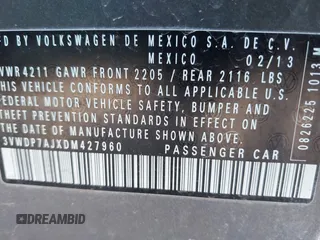 MFD BY VOLKSWAGEN DE MEXICO S.A. DE C.V.
MEXICO 02/13
VWR 4211 GAWR FRONT 2205 / REAR 2116 LBS
THIS VEHICLE CONFORMS TO ALL APPLICABLE
FEDERAL MOTOR VEHICLE SAFETY, BUMPER AND
THEFT PREVENTION STANDARDS IN EFFECT ON
THE DATE OF MANUFACTURE SHOWN ABOVE
3VWDP7AJXDM427960 PASSENGER CAR
0826225 1013 M